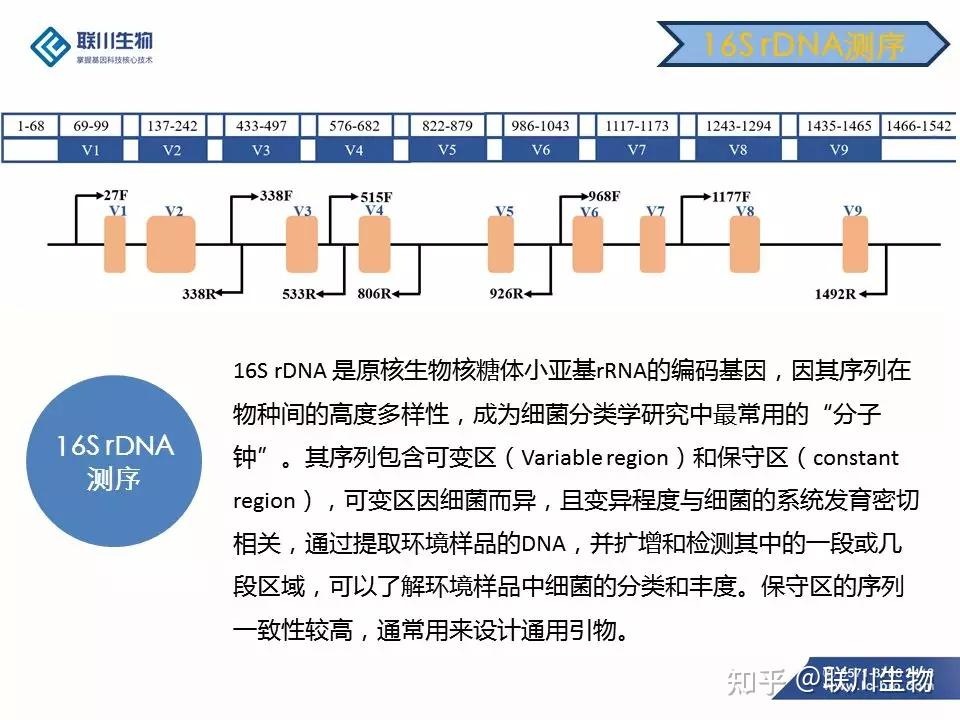 联川生物
掌握基因科技核心技术
16S rDNA测序
1-68 69-99 137-242 433-497 576-682 822-879 986-1043 1117-1173 1243-1294 1435-1465 1466-1542
V1 V2 V3 V4 V5 V6 V7 V8 V9
27F 338F 515F 968F 1177F
V1 V2 V3 V4 V5 V6 V7 V8 V9
338R 533R 806R 926R 1492R
16S rDNA
测序
16S rDNA 是原核生物核糖体小亚基rRNA的编码基因，因其序列在
物种间的高度多样性，成为细菌分类学研究中最常用的“分子
钟”。其序列包含可变区（Variable region）和保守区（constant
region），可变区因细菌而异，且变异程度与细菌的系统发育密切
相关，通过提取环境样品的DNA，并扩增和检测其中的一段或几
段区域，可以了解环境样品中细菌的分类和丰度。保守区的序列
一致性较高，通常用来设计通用引物。
知乎 @联川生物